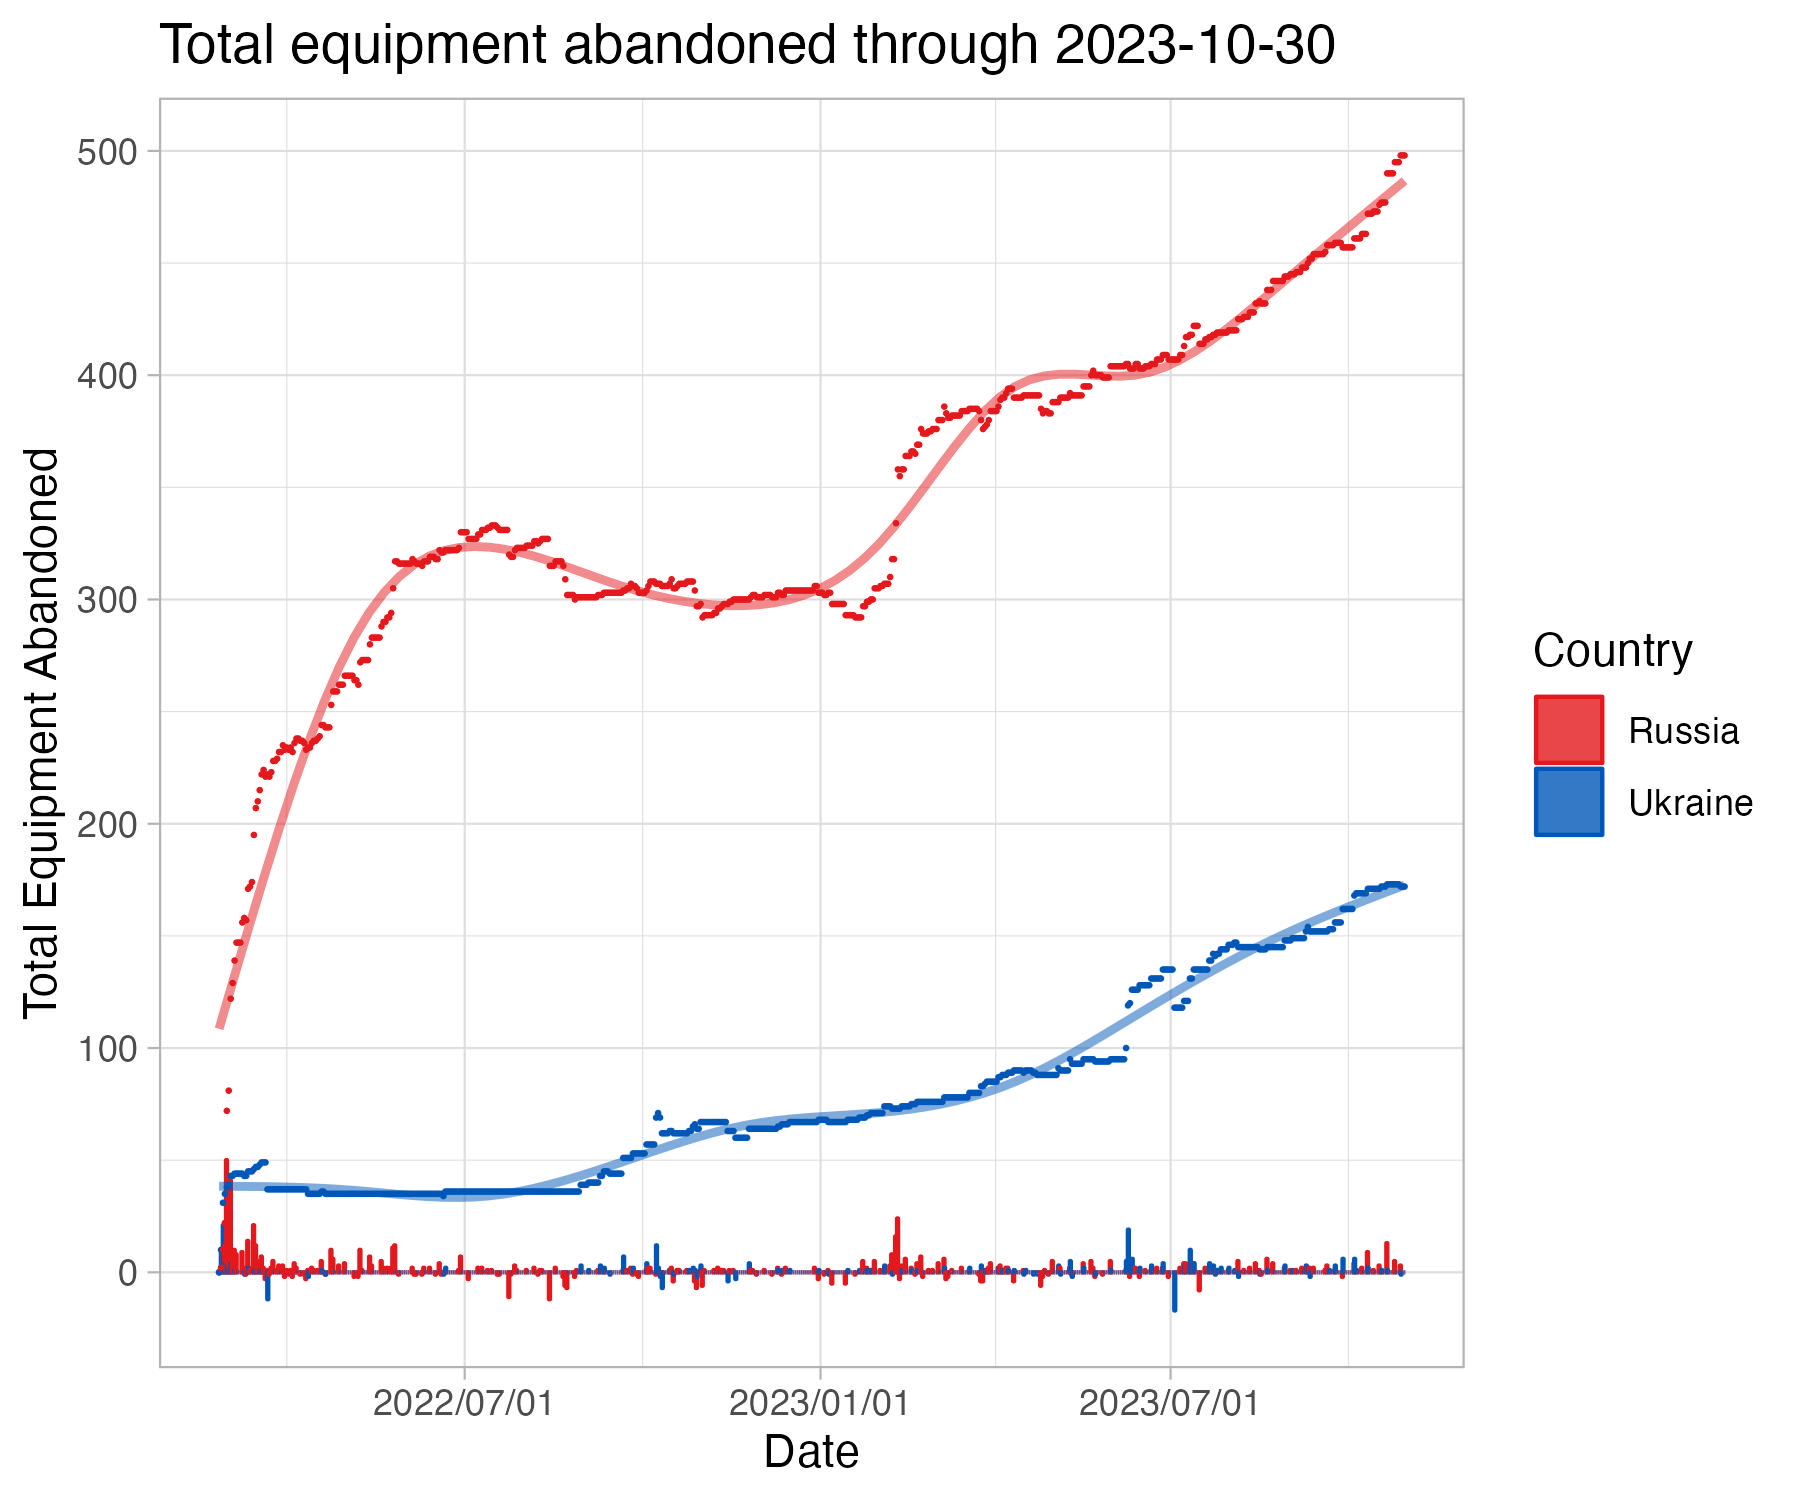 Total equipment abandoned through 2023-10-30
Total Equipment Abandoned
500
400
300
200
100
0
2022/07/01
2023/01/01
2023/07/01
Date
Country
Russia
Ukraine